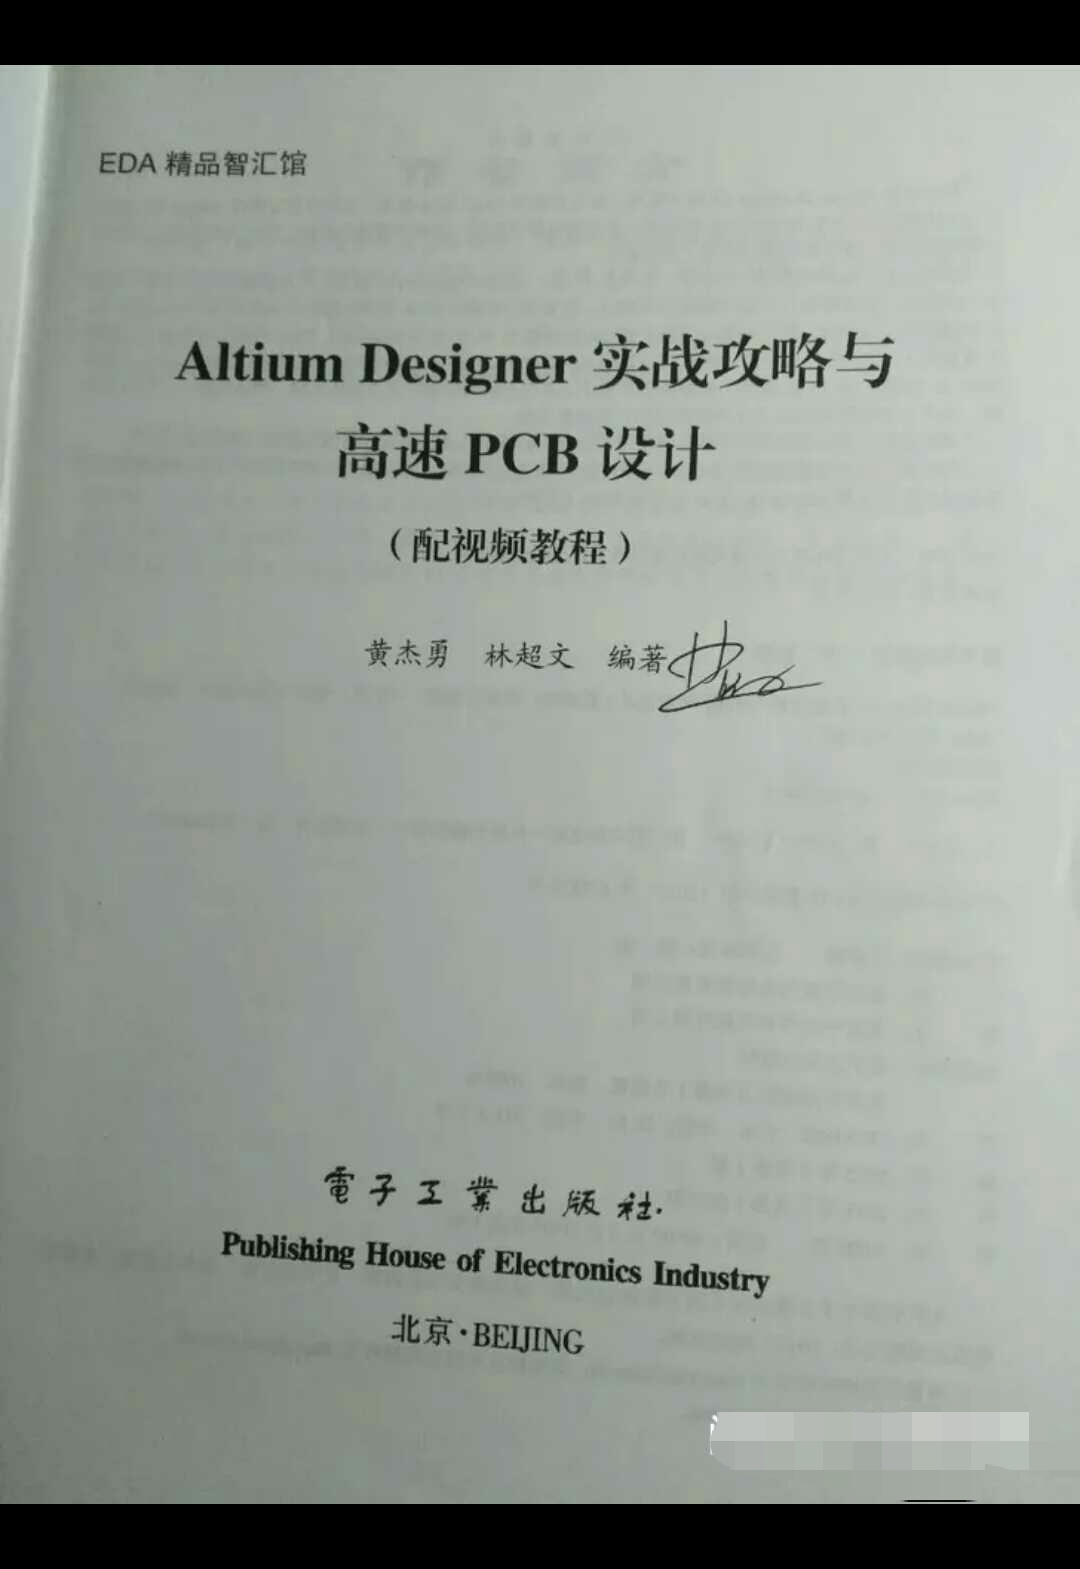 EDA 精品智汇馆
Altium Designer 实战攻略与
高速 PCB 设计
（配视频教程）
黄杰勇 林超文 编著
電子工業出版社.
Publishing House of Electronics Industry
北京·BEIJING